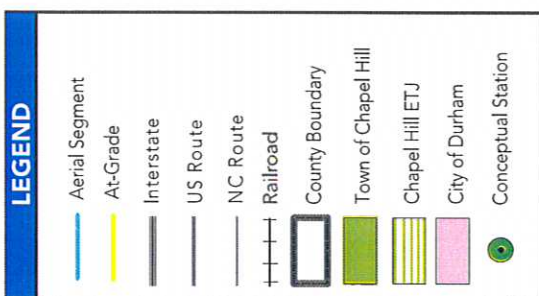 LEGEND
Aerial Segment
At-Grade
Interstate
US Route
NC Route
Railroad
County Boundary
Town of Chapel Hill
Chapel Hill ETJ
City of Durham
Conceptual Station